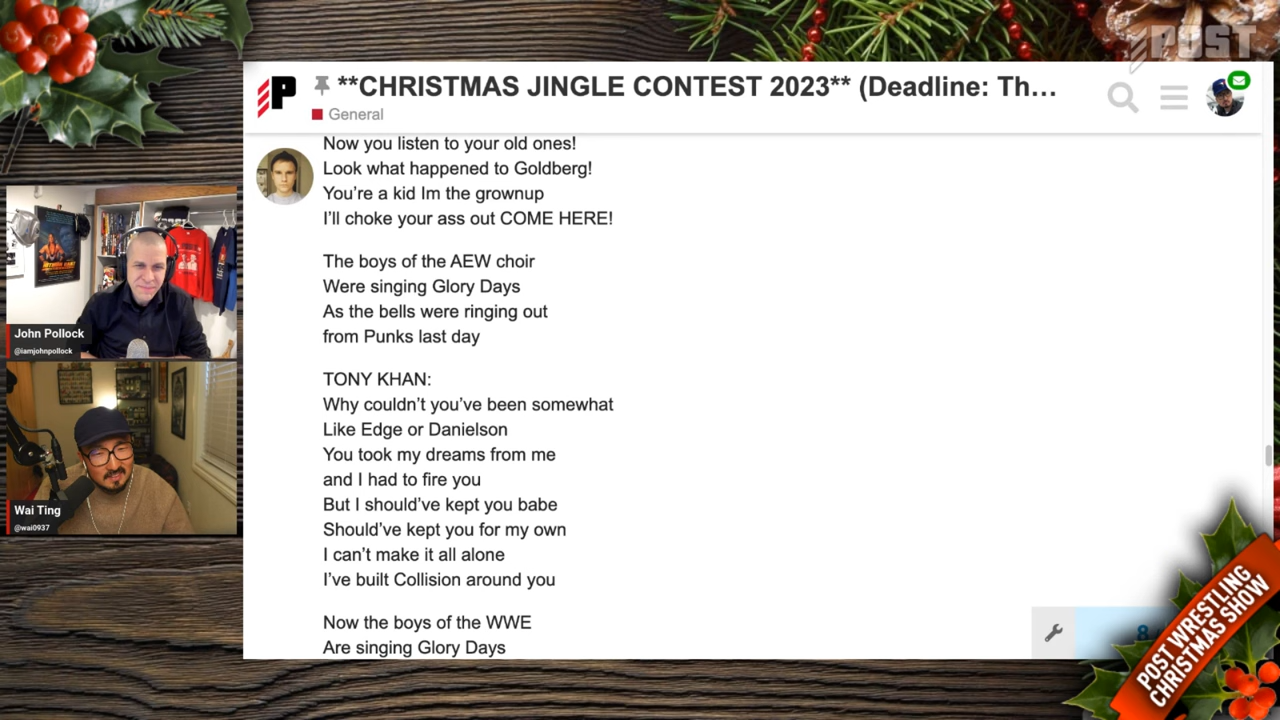 POST
P
**CHRISTMAS JINGLE CONTEST 2023** (Deadline: Th…
General
Now you listen to your old ones!
Look what happened to Goldberg!
You’re a kid Im the grownup
I’ll choke your ass out COME HERE!
The boys of the AEW choir
Were singing Glory Days
As the bells were ringing out
from Punks last day
TONY KHAN:
Why couldn’t you’ve been somewhat
Like Edge or Danielson
You took my dreams from me
and I had to fire you
But I should’ve kept you babe
Should’ve kept you for my own
I can’t make it all alone
I’ve built Collision around you
Now the boys of the WWE
Are singing Glory Days
John Pollock
@iamjohnpollock
Wai Ting
@wai0937
8
POST WRESTLING
CHRISTMAS SHOW